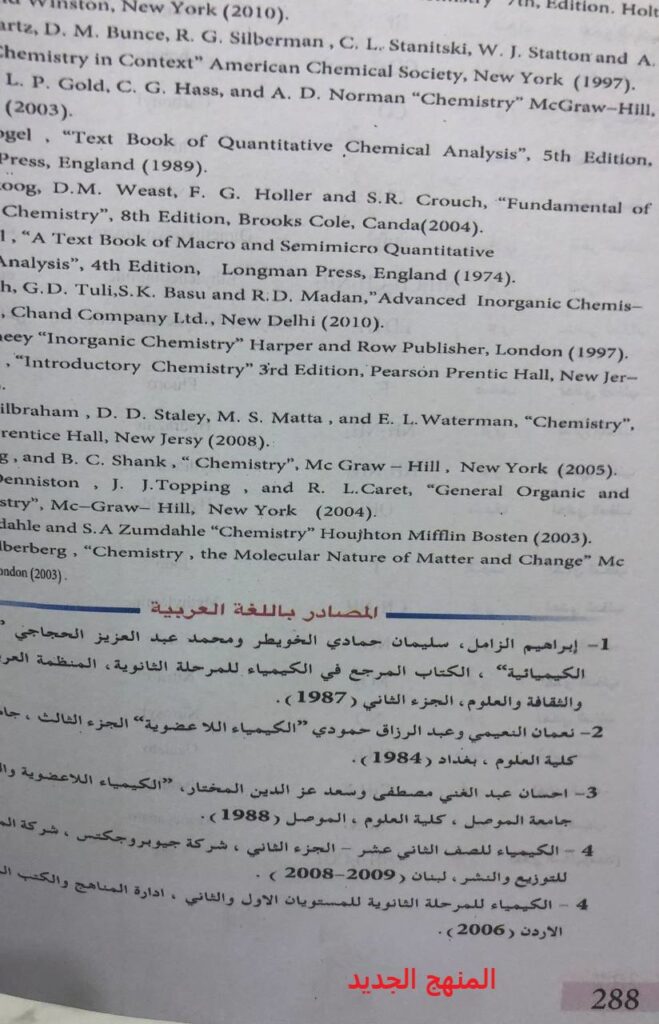 Winston, New York (2010).
7th, Edition. Holt
artz, D. M. Bunce, R. G. Silberman , C. L. Stanitski, W. J. Statton and A.
Chemistry in Context” American Chemical Society, New York (1997).
L. P. Gold, C. G. Hass, and A. D. Norman “Chemistry” McGraw–Hill,
(2003).
ogel , “Text Book of Quantitative Chemical Analysis”, 5th Edition,
Press, England (1989).
oog, D.M. Weast, F. G. Holler and S.R. Crouch, “Fundamental of
Chemistry”, 8th Edition, Brooks Cole, Canda(2004).
l , “A Text Book of Macro and Semimicro Quantitative
Analysis”, 4th Edition, Longman Press, England (1974).
h, G.D. Tuli,S.K. Basu and R.D. Madan,”Advanced Inorganic Chemis–
, Chand Company Ltd., New Delhi (2010).
eey “Inorganic Chemistry” Harper and Row Publisher, London (1997).
, “Introductory Chemistry” 3rd Edition, Pearson Prentic Hall, New Jer–
ilbraham , D. D. Staley, M. S. Matta , and E. L.Waterman, “Chemistry”,
rentice Hall, New Jersy (2008).
g , and B. C. Shank , “ Chemistry”, Mc Graw – Hill , New York (2005).
Denniston , J. J.Topping , and R. L.Caret, “General Organic and
stry”, Mc–Graw– Hill, New York (2004).
dahle and S.A Zumdahle “Chemistry” Houjhton Mifflin Bosten (2003).
lberberg , “Chemistry , the Molecular Nature of Matter and Change” Mc
ondon (2003).
المصادر باللغة العربية
1– إبراهيم الزامل، سليمان حمادي الخويطر ومحمد عبد العزيز الحجاجي ”
الكيميائية“ ، الكتاب المرجع في الكيمياء للمرحلة الثانوية، المنظمة العر
والثقافة والعلوم، الجزء الثاني (1987).
2– نعمان النعيمي وعبد الرزاق حمودي ”الكيمياء اللا عضوية“ الجزء الثالث ، جا
كلية العلوم ، بغداد (1984).
3– احسان عبد الغني مصطفى وسعد عز الدين المختار، ”الكيمياء اللاعضوية وال
جامعة الموصل ، كلية العلوم ، الموصل (1988).
4 – الكيمياء للصف الثاني عشر – الجزء الثاني ، شركة جيوبروجكتس ، شركة الم
للتوزيع والنشر، لبنان (2009–2008) .
4 – الكيمياء للمرحلة الثانوية للمستويان الاول والثاني ، ادارة المناهج والكتب ال
الاردن (2006).
المنهج الجديد
288